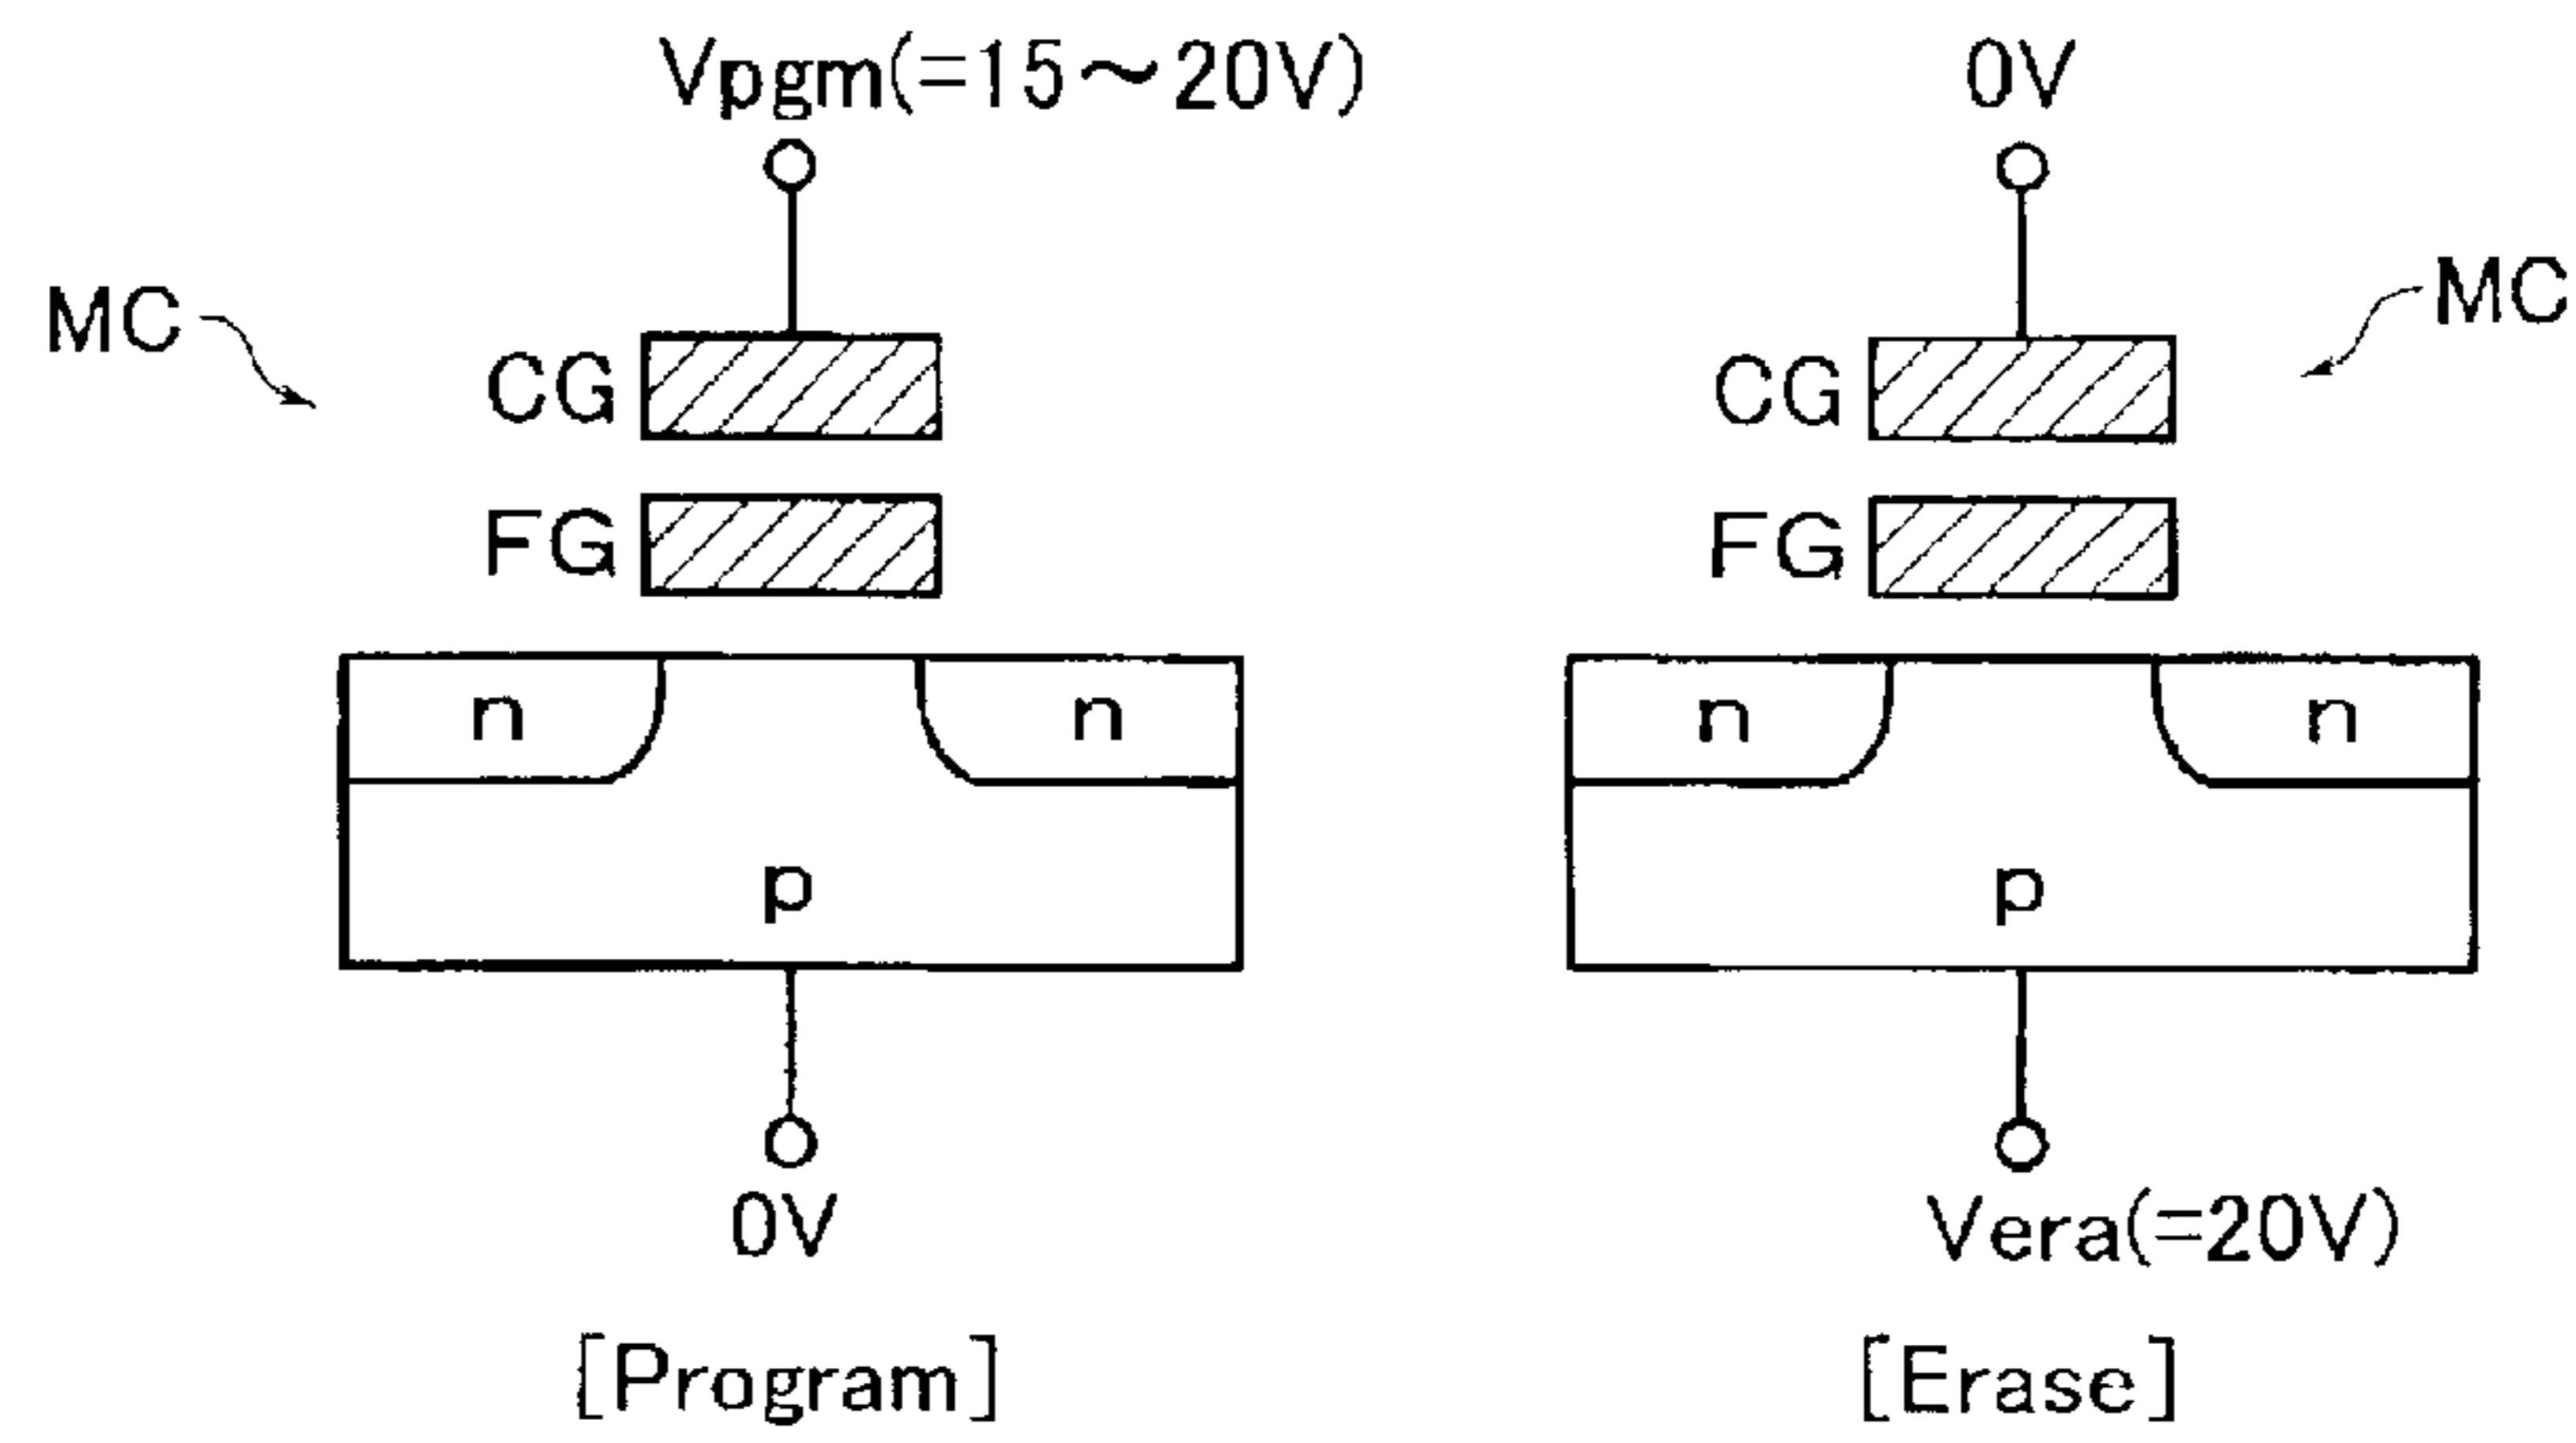 Vpgm(=15～20V)
0V
MC
MC
CG
CG
FG
FG
n
n
n
n
p
p
0V
Vera(=20V)
[Program]
[Erase]